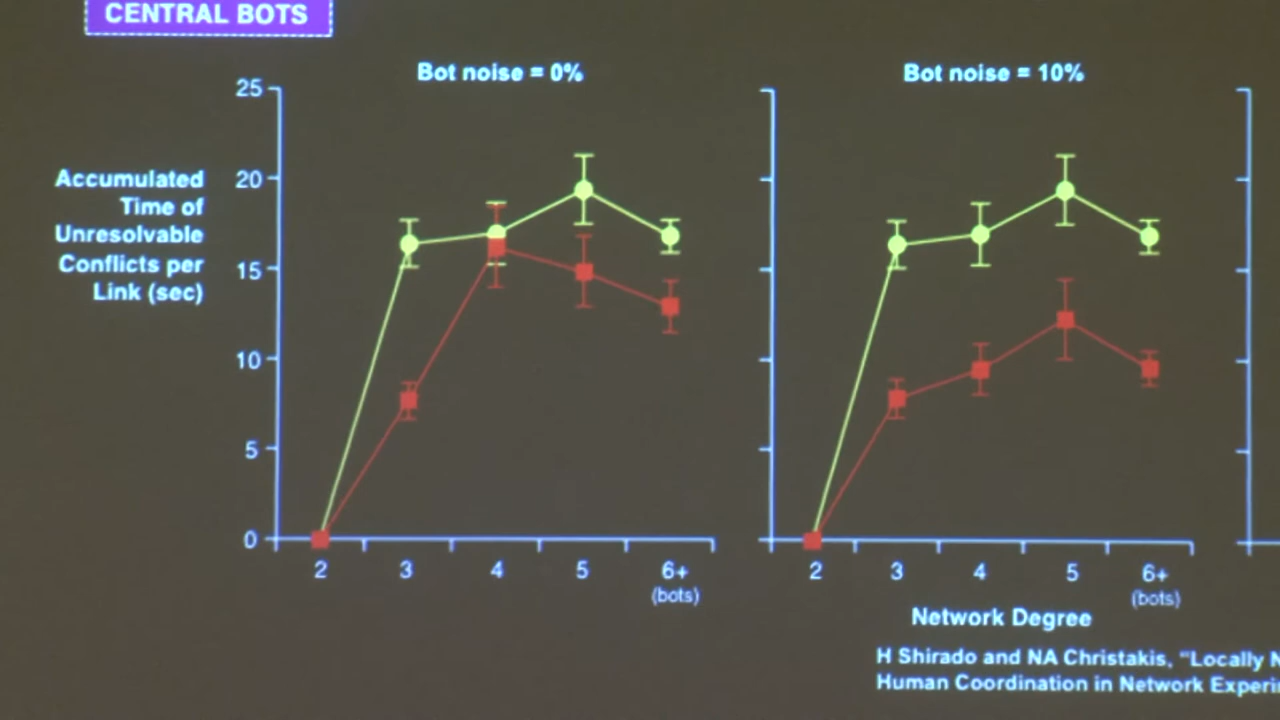 CENTRAL BOTS
Bot noise = 0%
Bot noise = 10%
25
20
15
10
5
0
Accumulated
Time of
Unresolvable
Conflicts per
Link (sec)
2 3 4 5 6+
(bots)
2 3 4 5 6+
(bots)
Network Degree
H Shirado and NA Christakis, "Locally
Human Coordination in Network